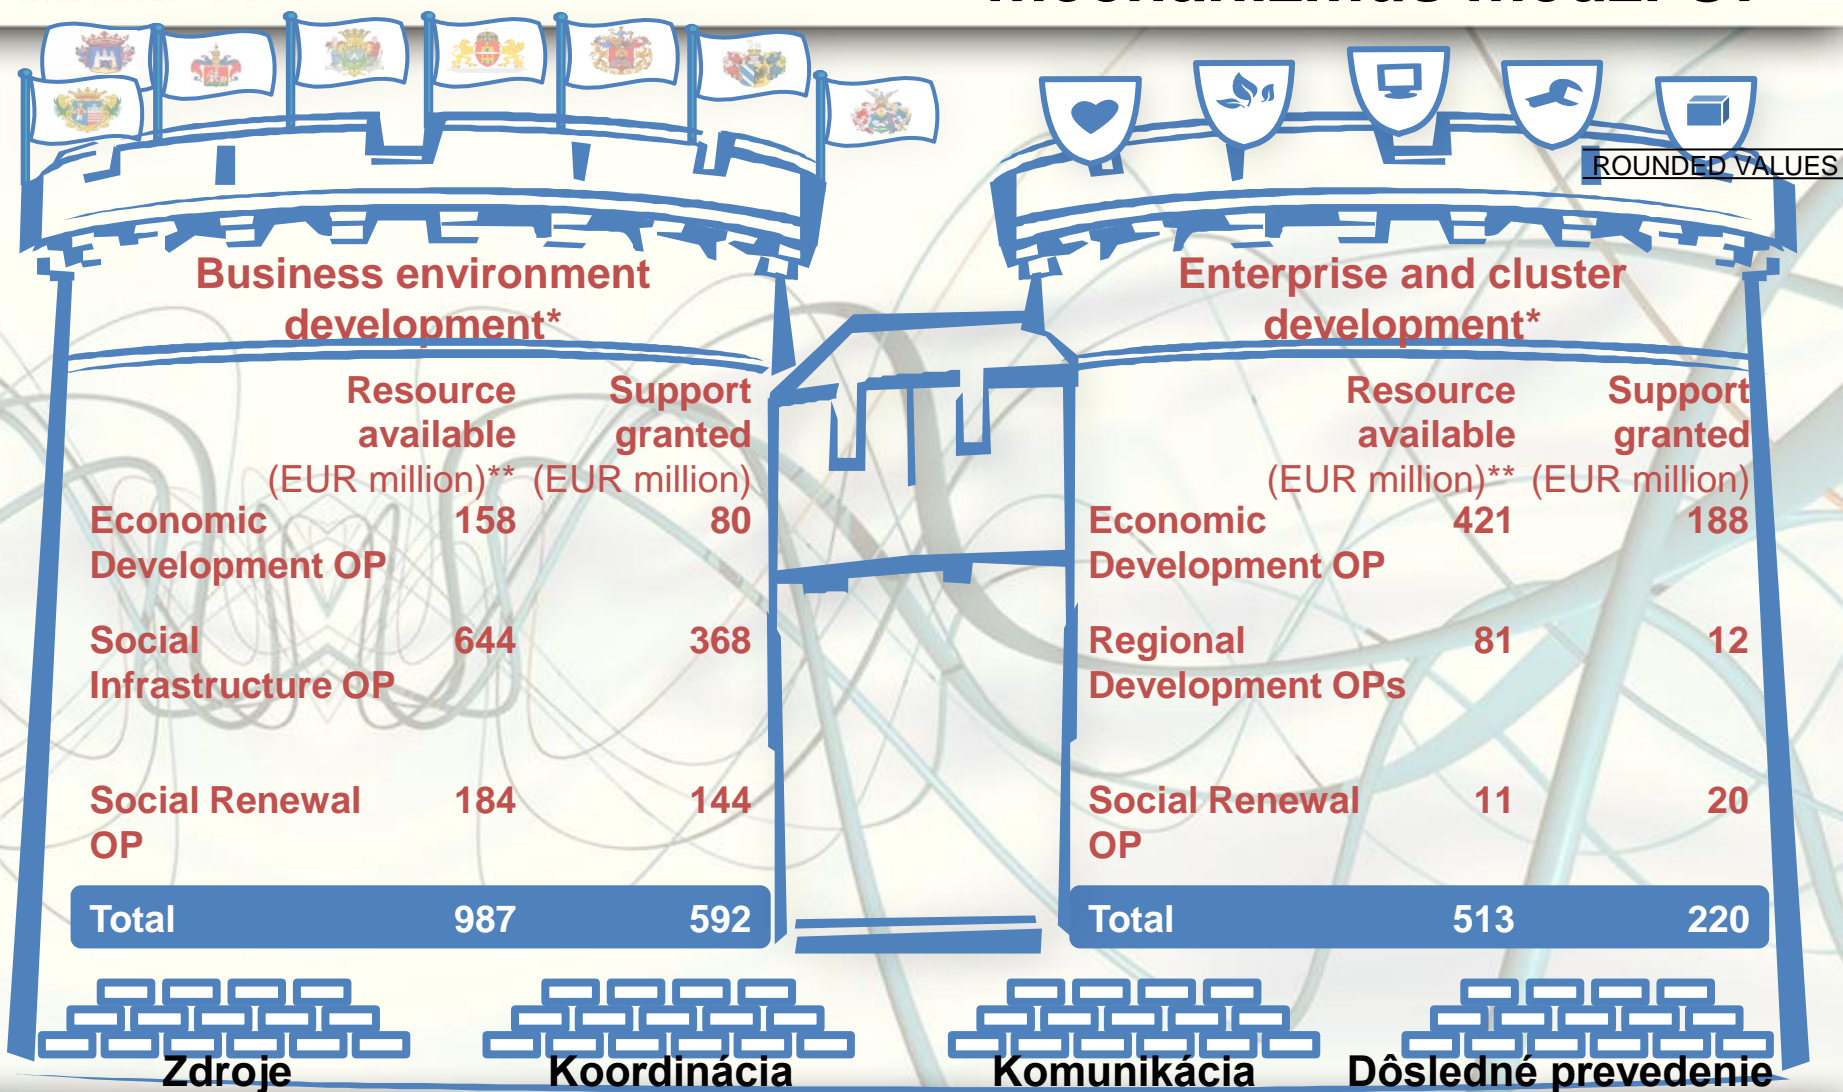 ROUNDED VALUES
Business environment
development*
Resource available (EUR million)** Support granted (EUR million)
Economic Development OP 158 80
Social Infrastructure OP 644 368
Social Renewal OP 184 144
Total 987 592
Enterprise and cluster
development*
Resource available (EUR million)** Support granted (EUR million)
Economic Development OP 421 188
Regional Development OPs 81 12
Social Renewal OP 11 20
Total 513 220
Zdroje
Koordinácia
Komunikácia
Dôsledné prevedenie